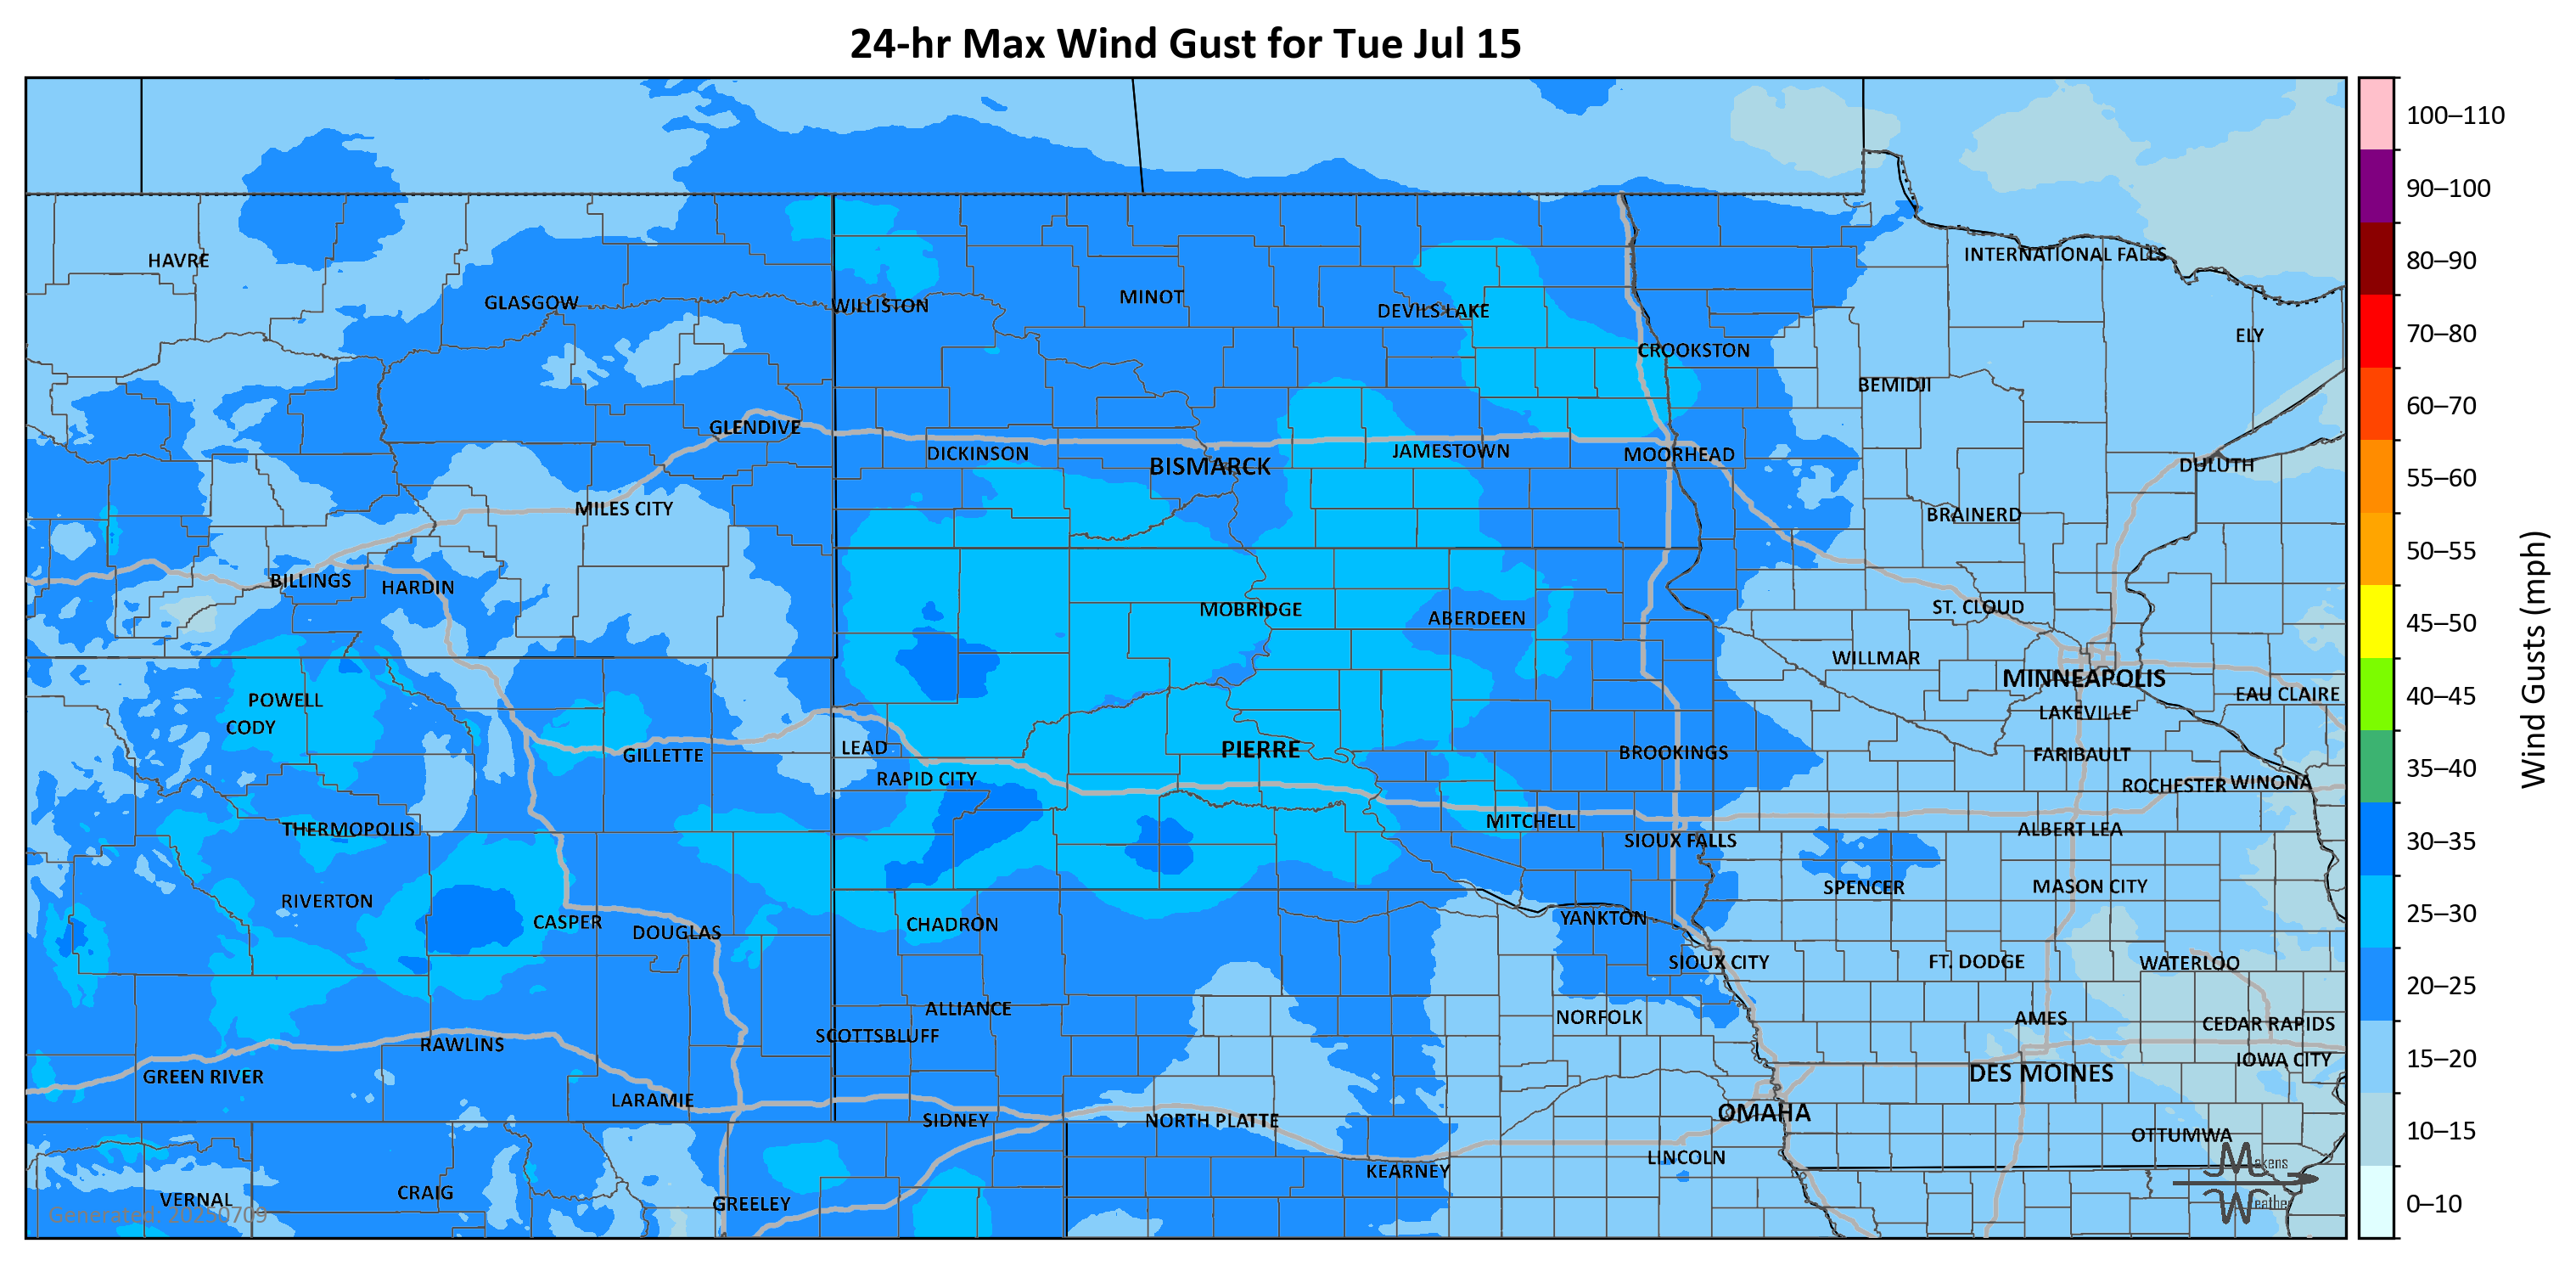 24-hr Max Wind Gust for Tue Jul 15
100–110
90–100
80–90
70–80
60–70
55–60
50–55
45–50
40–45
35–40
30–35
25–30
20–25
15–20
10–15
0–10
Wind Gusts (mph)
HAVRE
INTERNATIONAL FALLS
GLASGOW
WILLISTON
MINOT
DEVILS LAKE
ELY
CROOKSTON
BEMIDJI
GLENDIVE
DICKINSON
BISMARCK
JAMESTOWN
MOORHEAD
DULUTH
MILES CITY
BRAINERD
BILLINGS
HARDIN
MOBRIDGE
ABERDEEN
ST. CLOUD
WILLMAR
MINNEAPOLIS
EAU CLAIRE
POWELL
CODY
LAKEVILLE
GILLETTE
LEAD
PIERRE
BROOKINGS
FARIBAULT
RAPID CITY
ROCHESTER
WINONA
THERMOPOLIS
MITCHELL
SIOUX FALLS
ALBERT LEA
RIVERTON
SPENCER
MASON CITY
CASPER
DOUGLAS
CHADRON
YANKTON
SIOUX CITY
FT. DODGE
WATERLOO
ALLIANCE
NORFOLK
AMES
CEDAR RAPIDS
SCOTTSBLUFF
RAWLINS
IOWA CITY
GREEN RIVER
DES MOINES
LARAMIE
SIDNEY
NORTH PLATTE
OMAHA
OTTUMWA
KEARNEY
LINCOLN
VERNAL
CRAIG
GREELEY
Generated: 20250709
Makens
Weather